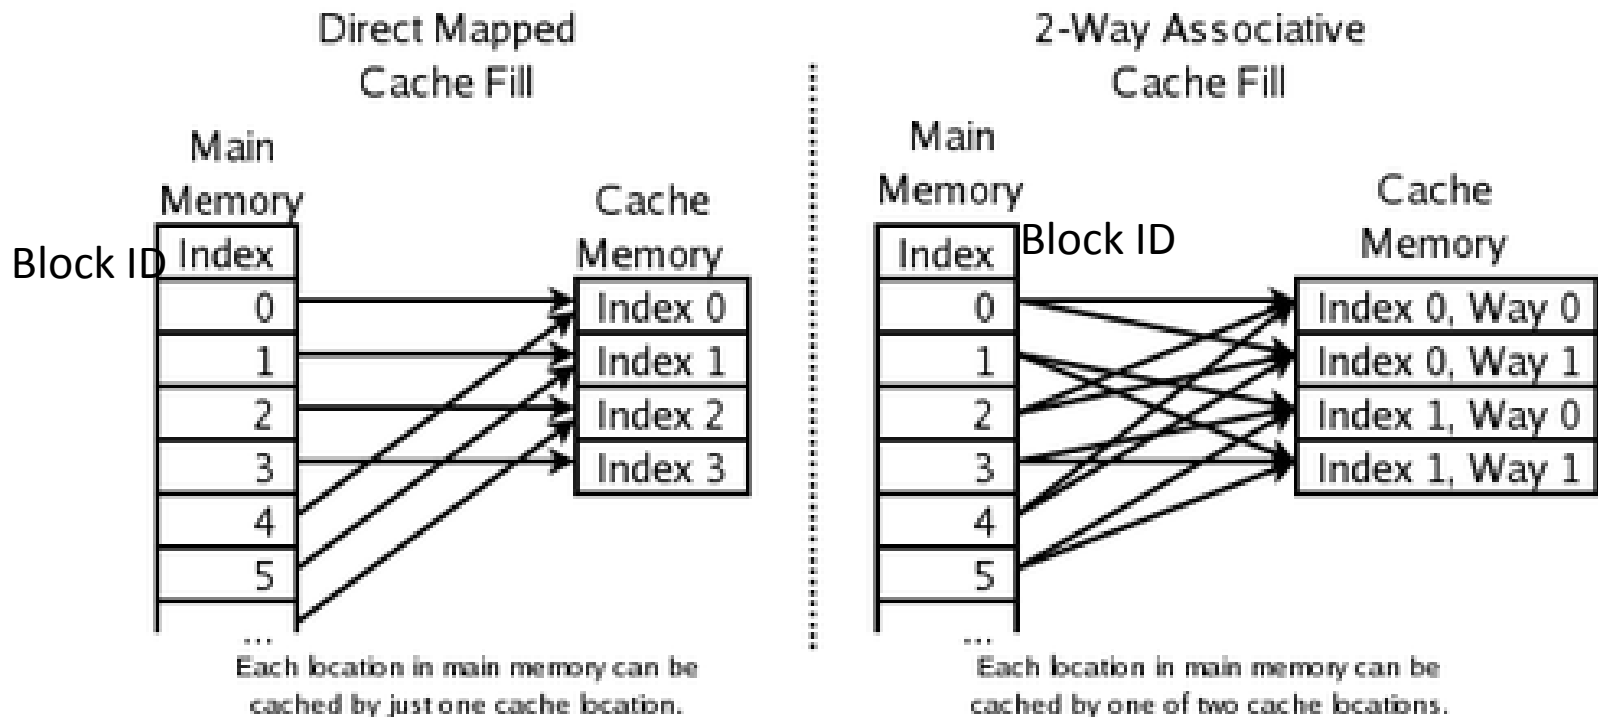 Direct Mapped
Cache Fill
Main
Memory
Block ID
Index
0
1
2
3
4
5
...
Cache
Memory
Index 0
Index 1
Index 2
Index 3
Each location in main memory can be
cached by just one cache location.
2-Way Associative
Cache Fill
Main
Memory
Block ID
Index
0
1
2
3
4
5
...
Cache
Memory
Index 0, Way 0
Index 0, Way 1
Index 1, Way 0
Index 1, Way 1
Each location in main memory can be
cached by one of two cache locations.